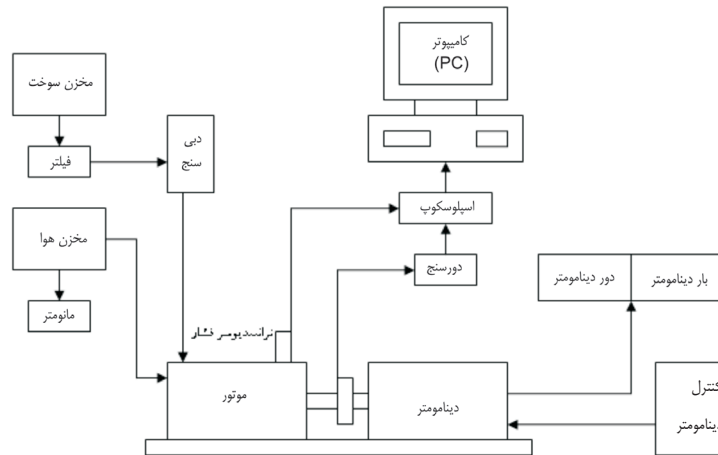 کامپیوتر
(PC)
مخزن سوخت
دبی
سنج
فیلتر
اسپلوسکوپ
مخزن هوا
دورسنج
دور دینامومتر
بار دینامومتر
مانومتر
ترانسدیوسر فشار
موتور
دینامومتر
کنترل
دینامومتر